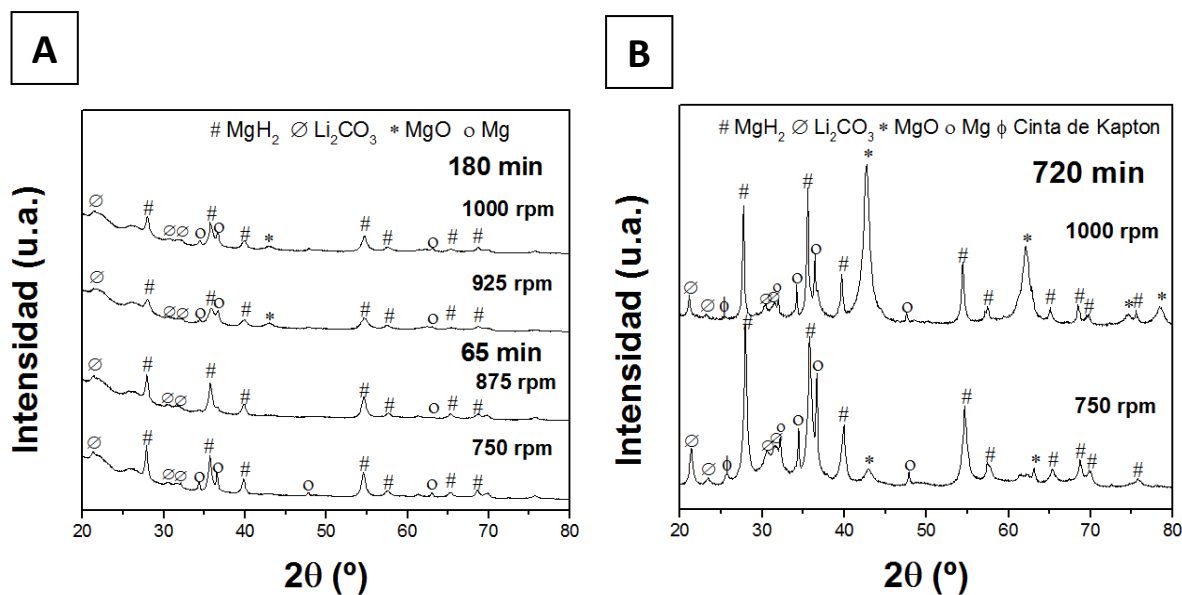 A
# MgH₂ ∅ Li₂CO₃ * MgO o Mg
180 min
1000 rpm
∅ # ∅∅ o # o # * # # o # #
925 rpm
∅ # ∅∅ o # o # * # # o # #
65 min
875 rpm
∅ # ∅∅ # # # # o # #
750 rpm
∅ # ∅∅ o # o # o # # o # #
20 30 40 50 60 70 80
2θ (º)
Intensidad (u.a.)
B
# MgH₂ ∅ Li₂CO₃ * MgO o Mg ϕ Cinta de Kapton
720 min
1000 rpm
∅ ∅ ϕ # ∅∅ o o # o # * o # # * # # # * # *
750 rpm
∅ ∅ ϕ # ∅∅ o o # o # * o # # * # # # #
20 30 40 50 60 70 80
2θ (º)
Intensidad (u.a.)